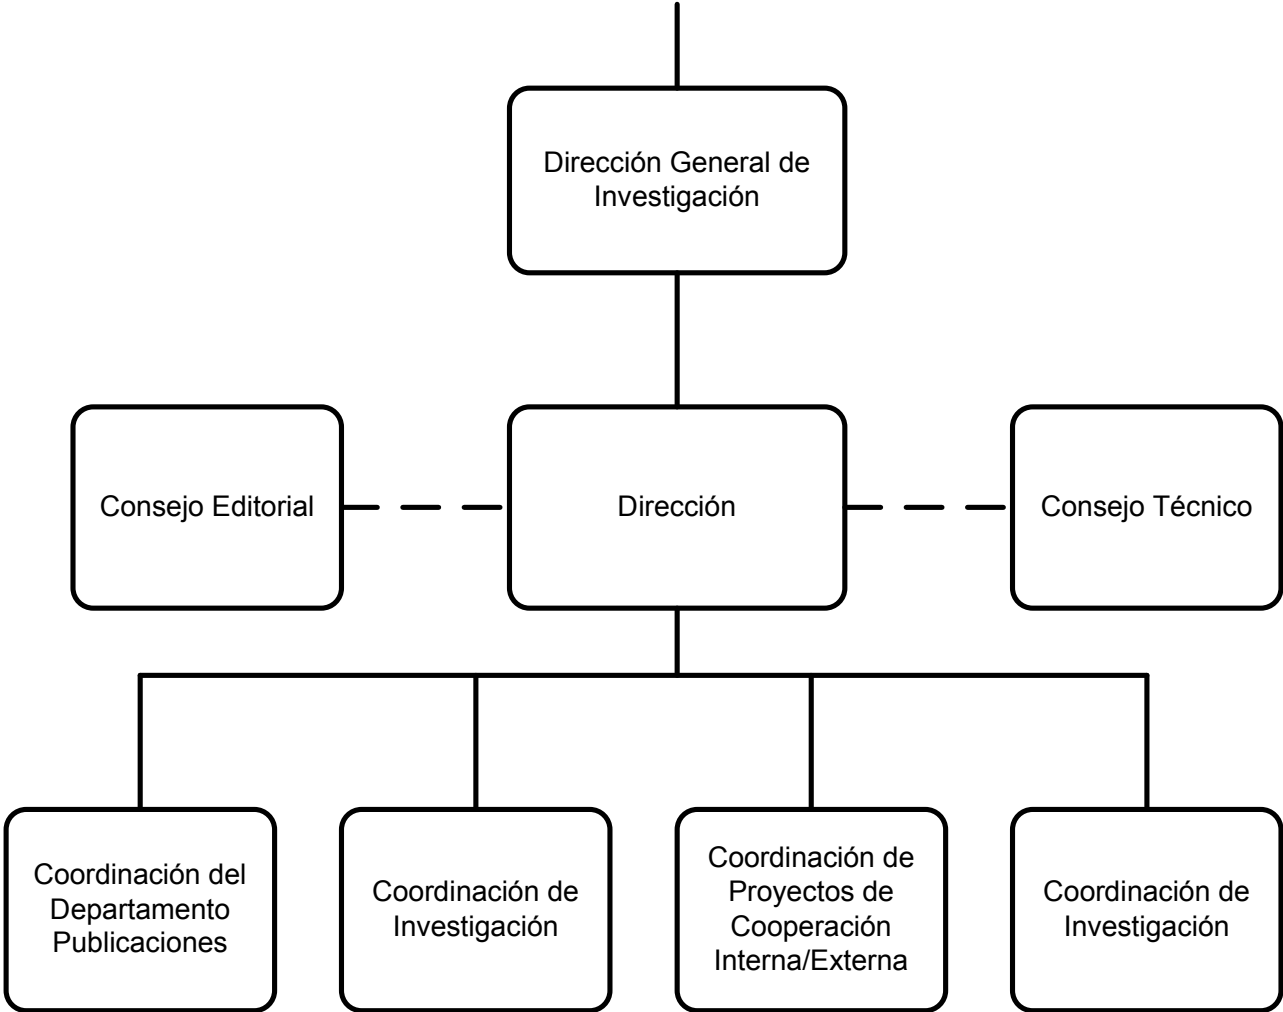 Dirección General de
Investigación
Consejo Editorial
Dirección
Consejo Técnico
Coordinación del
Departamento
Publicaciones
Coordinación de
Investigación
Coordinación de
Proyectos de
Cooperación
Interna/Externa
Coordinación de
Investigación